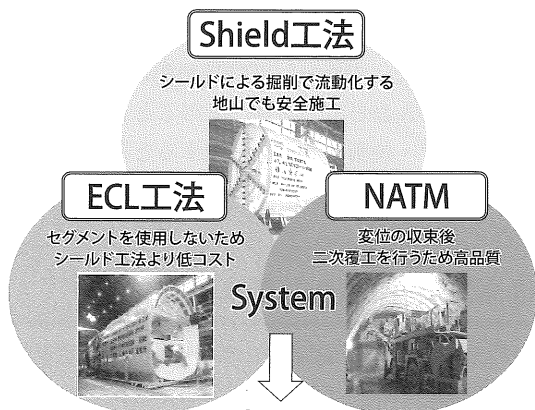 Shield工法
シールドによる掘削で流動化する
地山でも安全施工
ECL工法
セグメントを使用しないため
シールド工法より低コスト
NATM
変位の収束後
二次覆工を行うため高品質
System